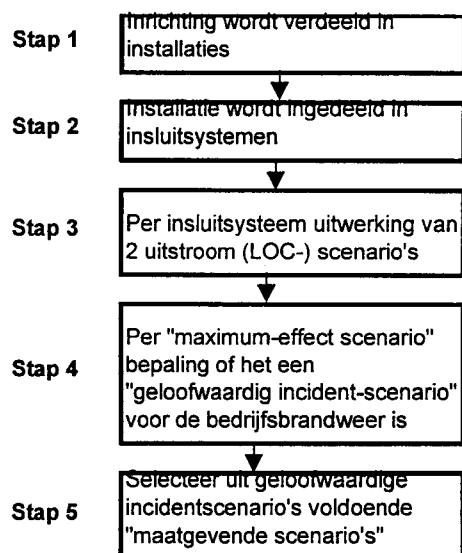 Stap 1
Inrichting wordt verdeeld in
installaties
Stap 2
Installatie wordt ingedeeld in
insluitsystemen
Stap 3
Per insluitsysteem uitwerking van
2 uitstroom (LOC-) scenario's
Stap 4
Per "maximum-effect scenario"
bepaling of het een
"geloofwaardig incident-scenario"
voor de bedrijfsbrandweer is
Stap 5
Selecteer uit geloofwaardige
incidentscenario's voldoende
"maatgevende scenario's"